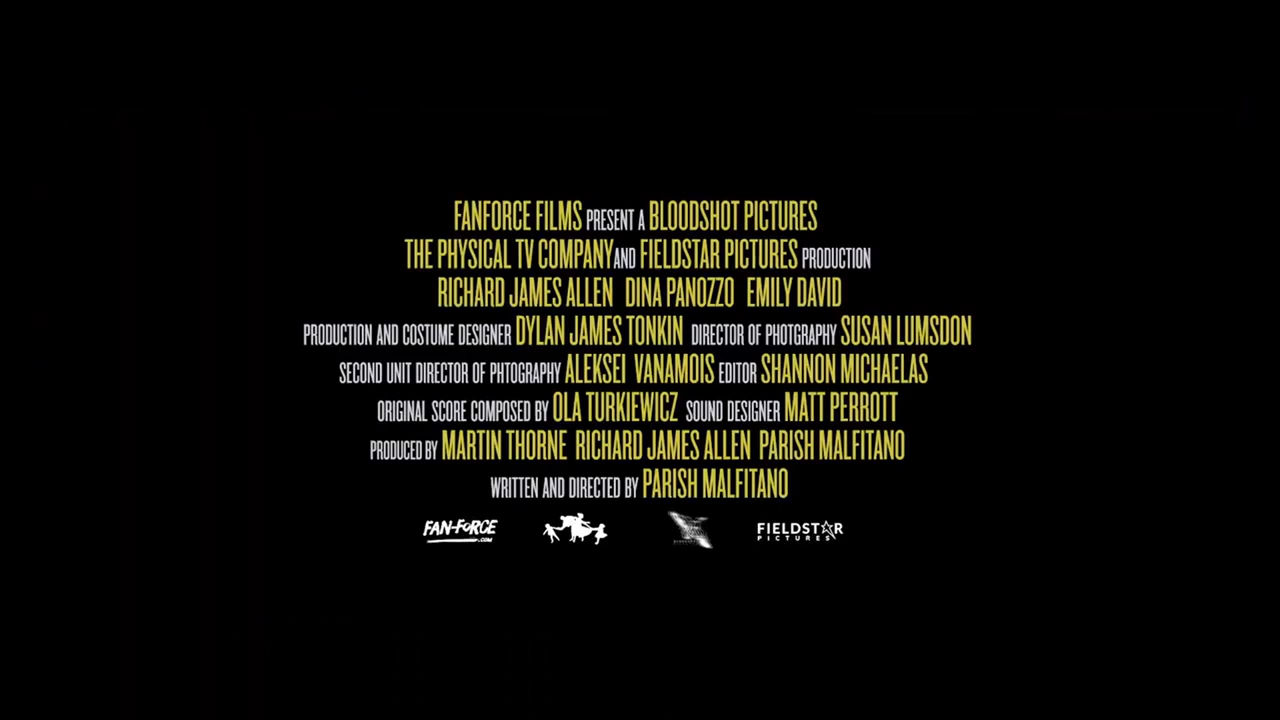 FANFORCE FILMS PRESENT A BLOODSHOT PICTURES
THE PHYSICAL TV COMPANY AND FIELDSTAR PICTURES PRODUCTION
RICHARD JAMES ALLEN DINA PANOZZO EMILY DAVID
PRODUCTION AND COSTUME DESIGNER DYLAN JAMES TONKIN DIRECTOR OF PHOTGRAPHY SUSAN LUMSDON
SECOND UNIT DIRECTOR OF PHTOGRAPHY ALEKSEI VANAMOIS EDITOR SHANNON MICHAELAS
ORIGINAL SCORE COMPOSED BY OLA TURKIEWICZ SOUND DESIGNER MATT PERROTT
PRODUCED BY MARTIN THORNE RICHARD JAMES ALLEN PARISH MALFITANO
WRITTEN AND DIRECTED BY PARISH MALFITANO
FAN-FORCE .COM
FIELDSTAR PICTURES